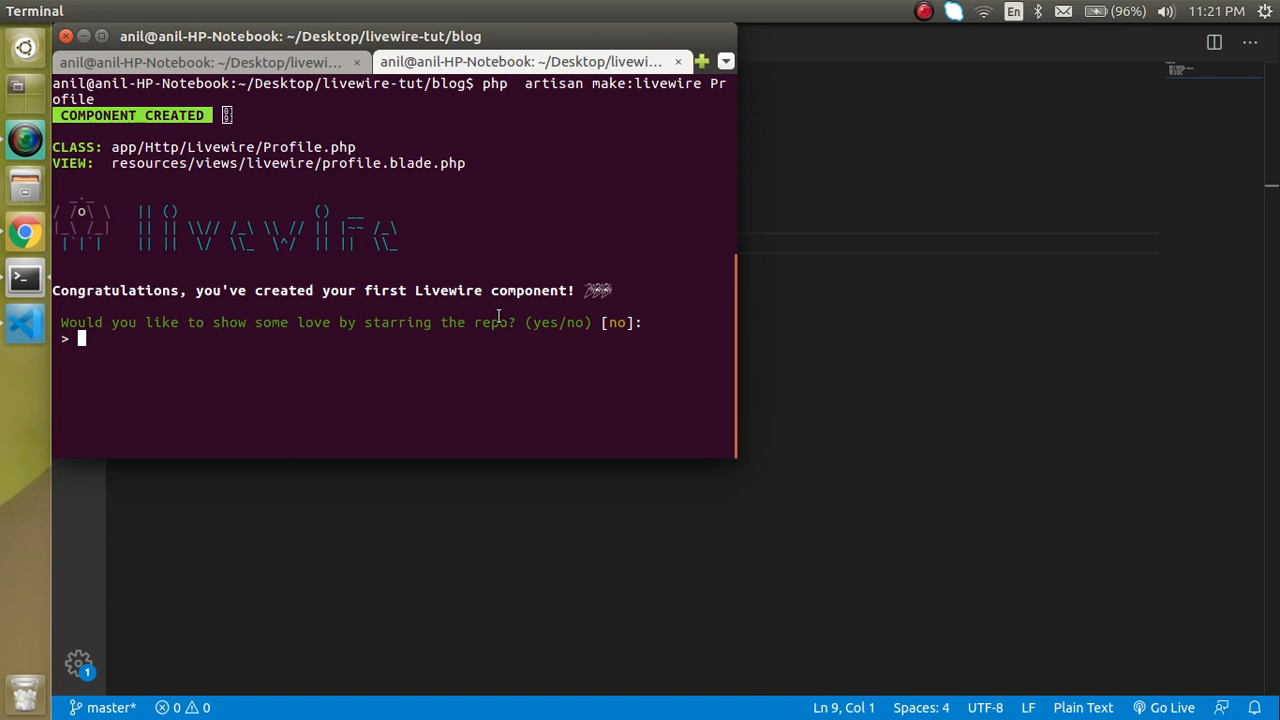 Terminal
En
(96%)
11:21 PM
anil@anil-HP-Notebook: ~/Desktop/livewire-tut/blog
anil@anil-HP-Notebook: ~/Desktop/livewi... ×
anil@anil-HP-Notebook: ~/Desktop/livewi... ×
anil@anil-HP-Notebook:~/Desktop/livewire-tut/blog$ php  artisan make:livewire Pr
ofile
COMPONENT CREATED
CLASS: app/Http/Livewire/Profile.php
VIEW:  resources/views/livewire/profile.blade.php
Congratulations, you've created your first Livewire component!
Would you like to show some love by starring the repo? (yes/no) [no]:
>
1
master*
0
0
Ln 9, Col 1
Spaces: 4
UTF-8
LF
Plain Text
Go Live